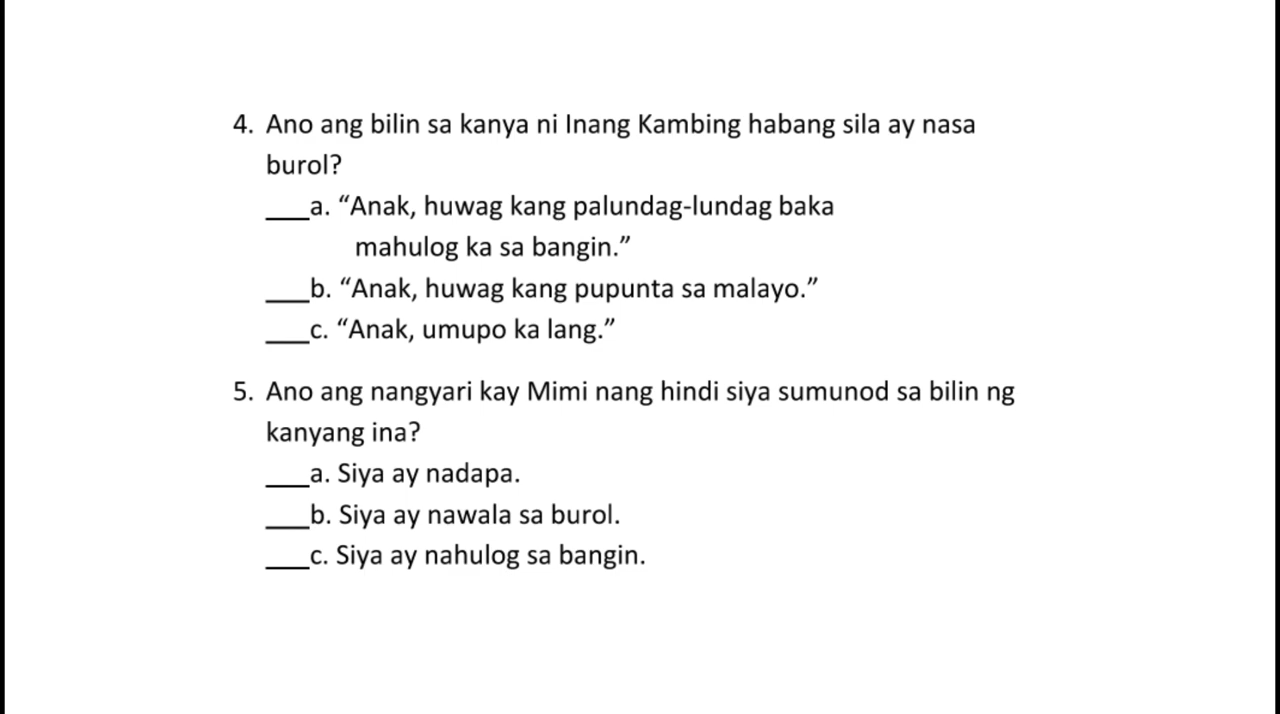 4. Ano ang bilin sa kanya ni Inang Kambing habang sila ay nasa
burol?
___a. “Anak, huwag kang palundag-lundag baka
mahulog ka sa bangin.”
___b. “Anak, huwag kang pupunta sa malayo.”
___c. “Anak, umupo ka lang.”
5. Ano ang nangyari kay Mimi nang hindi siya sumunod sa bilin ng
kanyang ina?
___a. Siya ay nadapa.
___b. Siya ay nawala sa burol.
___c. Siya ay nahulog sa bangin.